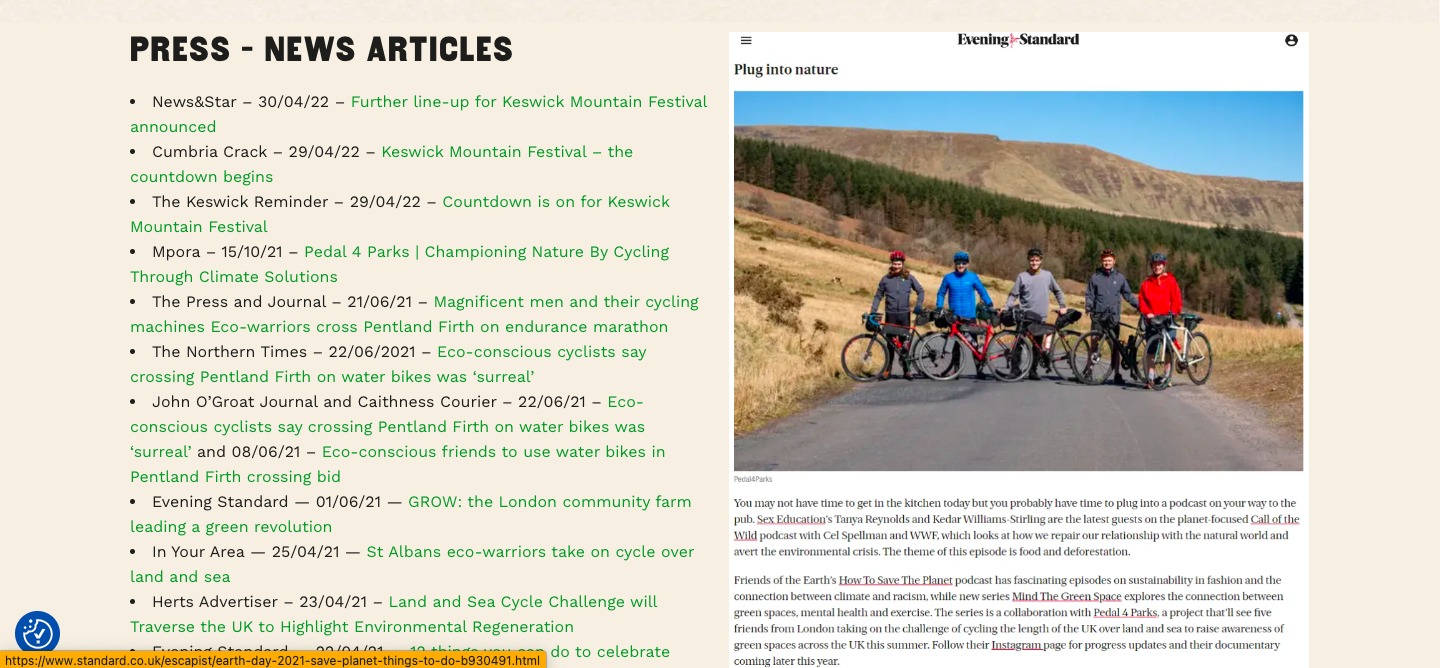 PRESS – NEWS ARTICLES
• News&Star – 30/04/22 – Further line-up for Keswick Mountain Festival
announced
• Cumbria Crack – 29/04/22 – Keswick Mountain Festival – the
countdown begins
• The Keswick Reminder – 29/04/22 – Countdown is on for Keswick
Mountain Festival
• Mpora – 15/10/21 – Pedal 4 Parks | Championing Nature By Cycling
Through Climate Solutions
• The Press and Journal – 21/06/21 – Magnificent men and their cycling
machines Eco-warriors cross Pentland Firth on endurance marathon
• The Northern Times – 22/06/2021 – Eco-conscious cyclists say
crossing Pentland Firth on water bikes was ‘surreal’
• John O’Groat Journal and Caithness Courier – 22/06/21 – Eco-
conscious cyclists say crossing Pentland Firth on water bikes was
‘surreal’ and 08/06/21 – Eco-conscious friends to use water bikes in
Pentland Firth crossing bid
• Evening Standard — 01/06/21 — GROW: the London community farm
leading a green revolution
• In Your Area — 25/04/21 — St Albans eco-warriors take on cycle over
land and sea
• Herts Advertiser – 23/04/21 – Land and Sea Cycle Challenge will
Traverse the UK to Highlight Environmental Regeneration
• Evening Standard — 22/04/21 — 12 things you can do to celebrate
https://www.standard.co.uk/escapist/earth-day-2021-save-planet-things-to-do-b930491.html
Evening Standard
Plug into nature
Pedal4Parks
You may not have time to get in the kitchen today but you probably have time to plug into a podcast on your way to the
pub. Sex Education's Tanya Reynolds and Kedar Williams-Stirling are the latest guests on the planet-focused Call of the
Wild podcast with Cel Spellman and WWF, which looks at how we repair our relationship with the natural world and
avert the environmental crisis. The theme of this episode is food and deforestation.
Friends of the Earth's How To Save The Planet podcast has fascinating episodes on sustainability in fashion and the
connection between climate and racism, while new series Mind The Green Space explores the connection between
green spaces, mental health and exercise. The series is a collaboration with Pedal 4 Parks, a project that'll see five
friends from London taking on the challenge of cycling the length of the UK over land and sea to raise awareness of
green spaces across the UK this summer. Follow their Instagram page for progress updates and their documentary
coming later this year.